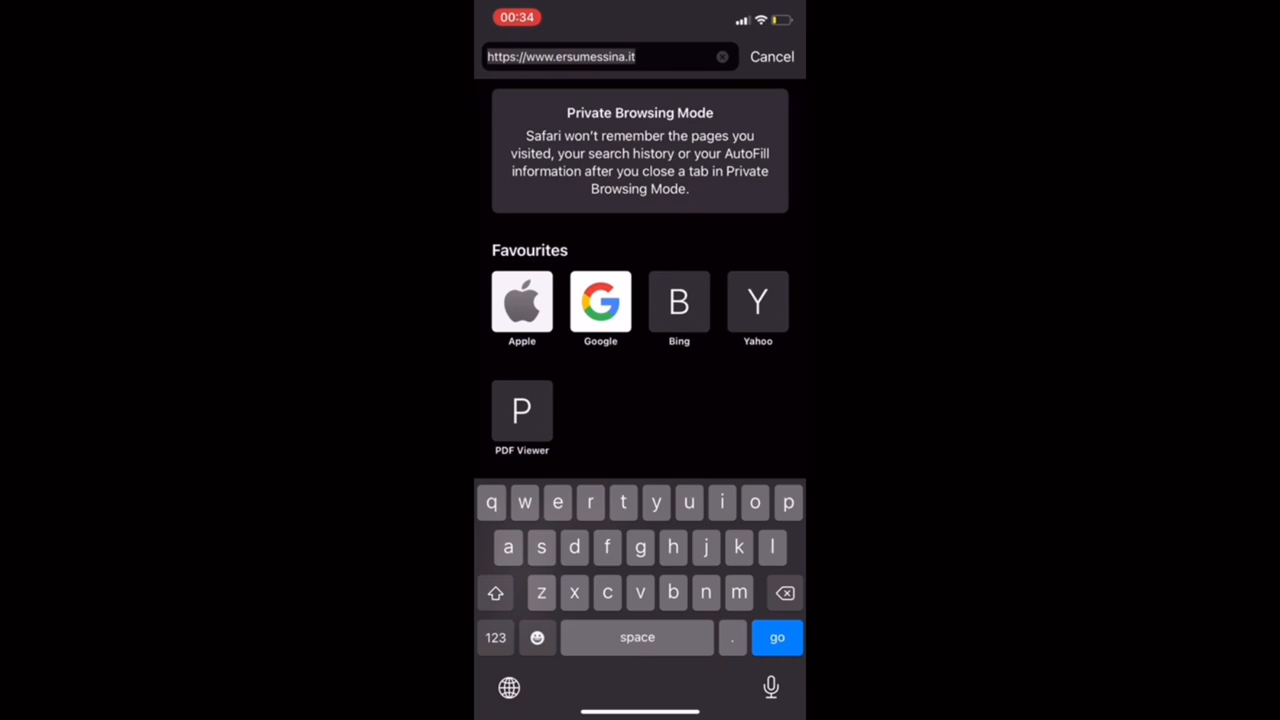 00:34
https://www.ersumessina.it
Cancel
Private Browsing Mode
Safari won't remember the pages you
visited, your search history or your AutoFill
information after you close a tab in Private
Browsing Mode.
Favourites
B Y
Apple Google Bing Yahoo
P
PDF Viewer
q w e r t y u i o p
a s d f g h j k l
z x c v b n m
123 space . go